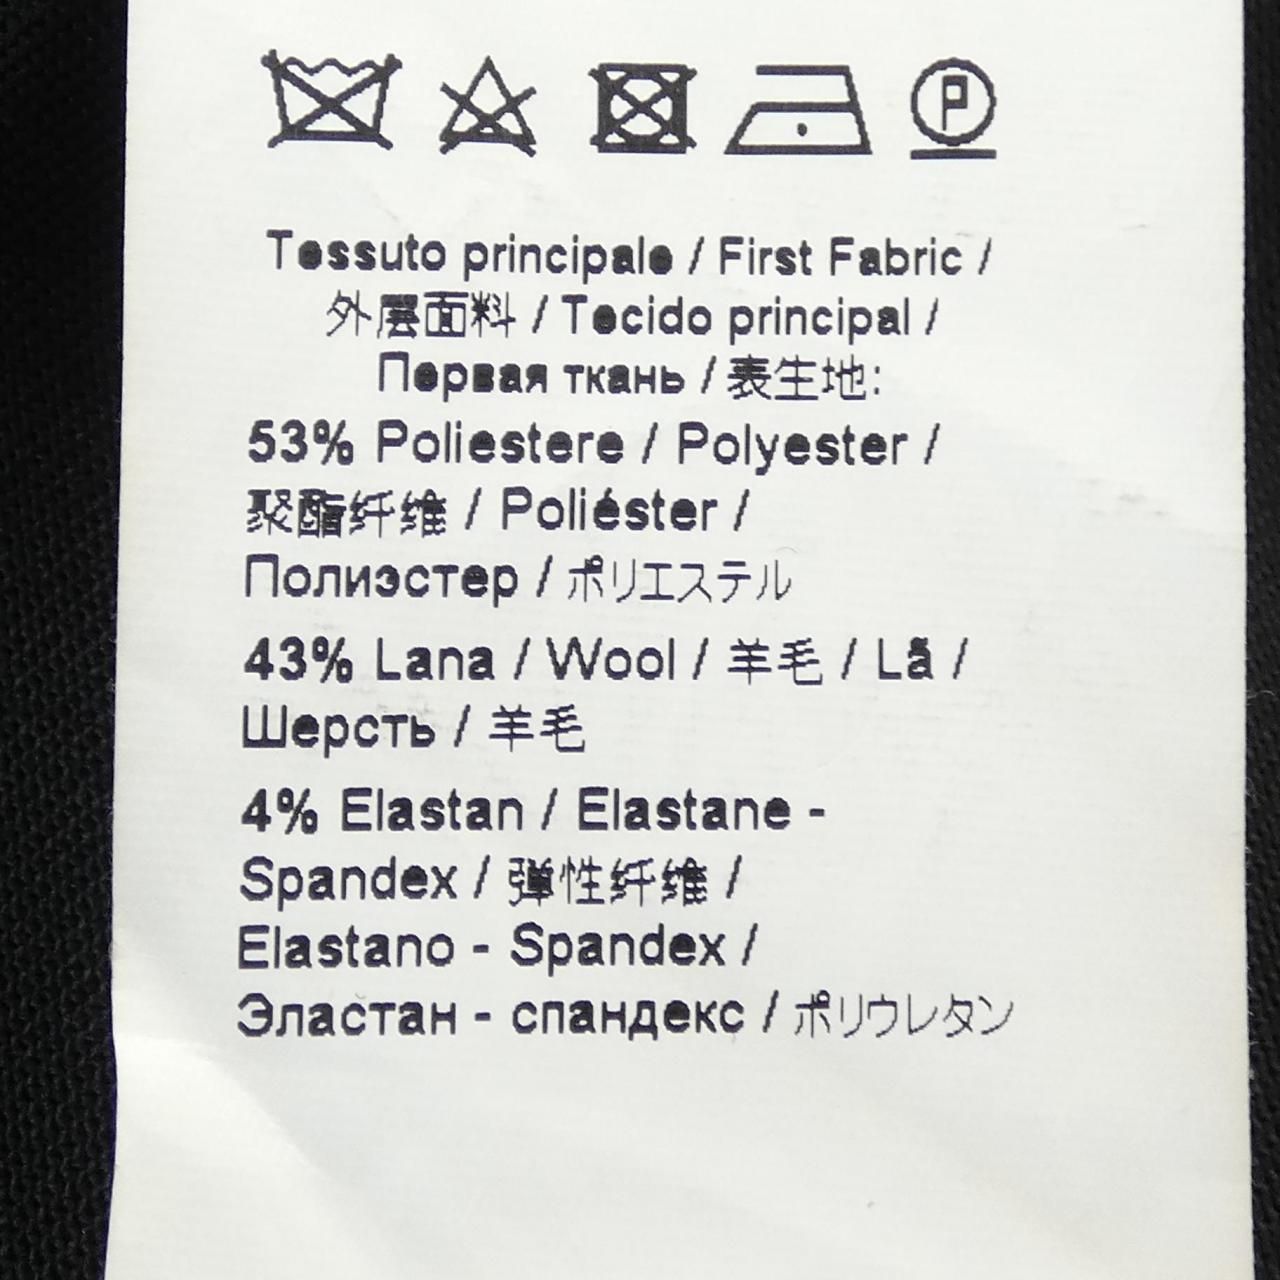 P
Tessuto principale / First Fabric /
外层面料 / Tecido principal /
Первая ткань / 表生地:
53% Poliestere / Polyester /
聚酯纤维 / Poliéster /
Полиэстер / ポリエステル
43% Lana / Wool / 羊毛 / Lã /
Шерсть / 羊毛
4% Elastan / Elastane -
Spandex / 弹性纤维 /
Elastano - Spandex /
Эластан - спандекс / ポリウレタン